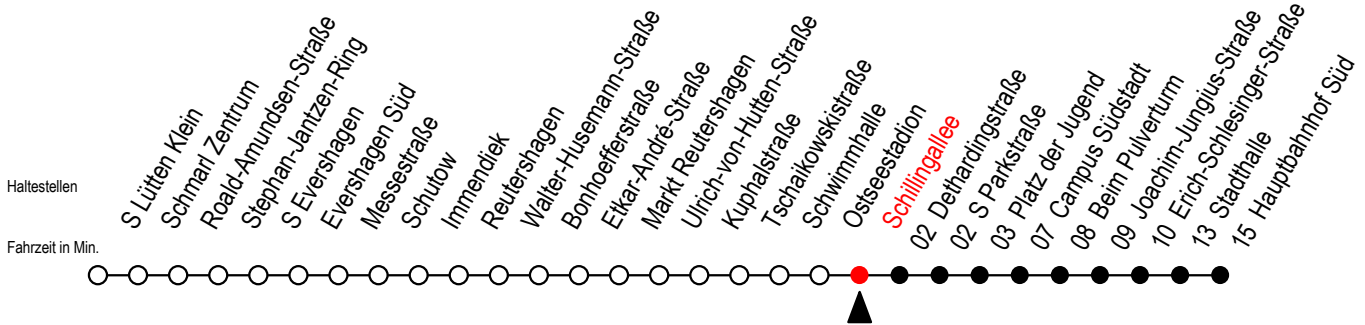 S Lütten Klein
Schmarl Zentrum
Roald-Amundsen-Straße
Stephan-Jantzen-Ring
S Evershagen
Evershagen Süd
Messestraße
Schutow
Immendiek
Reutershagen
Walter-Husemann-Straße
Bonhoefferstraße
Etkar-André-Straße
Markt Reutershagen
Ulrich-von-Hutten-Straße
Kuphalstraße
Tschaikowskistraße
Schwimmhalle
Ostseestadion
Schillingallee
02 Dethardingstraße
02 S Parkstraße
03 Platz der Jugend
07 Campus Südstadt
08 Beim Pulverturm
09 Joachim-Jungius-Straße
10 Erich-Schlesinger-Straße
13 Stadthalle
15 Hauptbahnhof Süd
Haltestellen
Fahrzeit in Min.